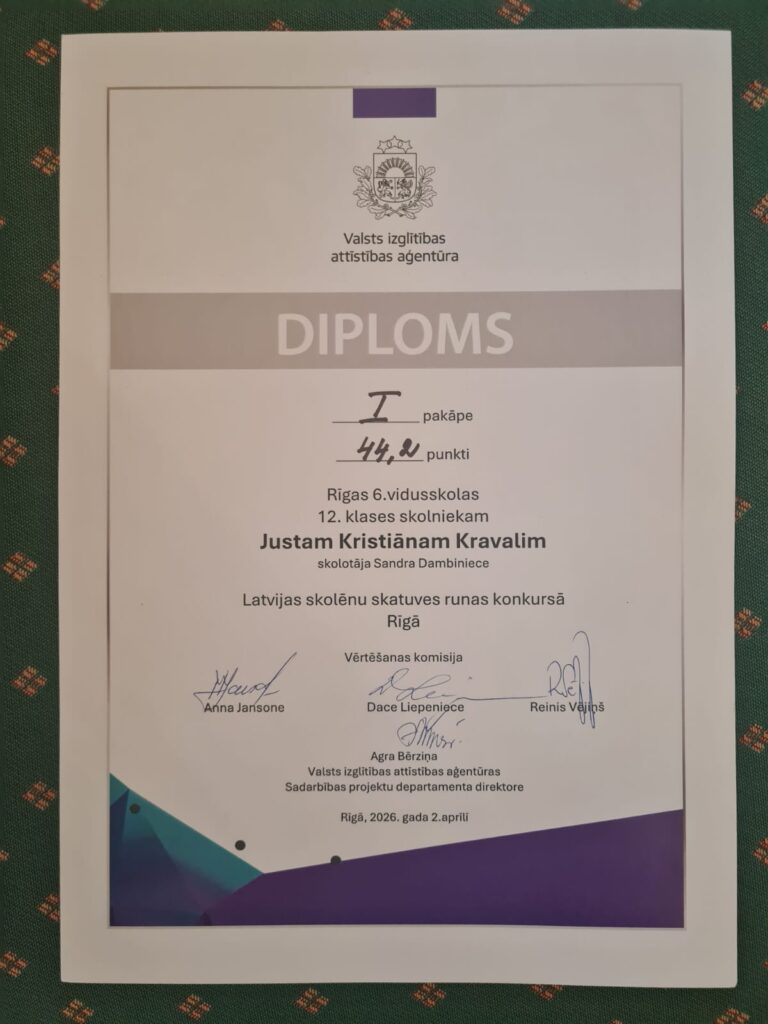 Valsts izglītības
attīstības aģentūra
DIPLOMS
I pakāpe
44,2 punkti
Rīgas 6.vidusskolas
12. klases skolniekam
Justam Kristiānam Kravalim
skolotāja Sandra Dambiniece
Latvijas skolēnu skatuves runas konkursā
Rīgā
Vērtēšanas komisija
Anna Jansone Dace Liepeniece Reinis Vējiņš
Agra Bērziņa
Valsts izglītības attīstības aģentūras
Sadarbības projektu departamenta direktore
Rīgā, 2026. gada 2.aprīlī